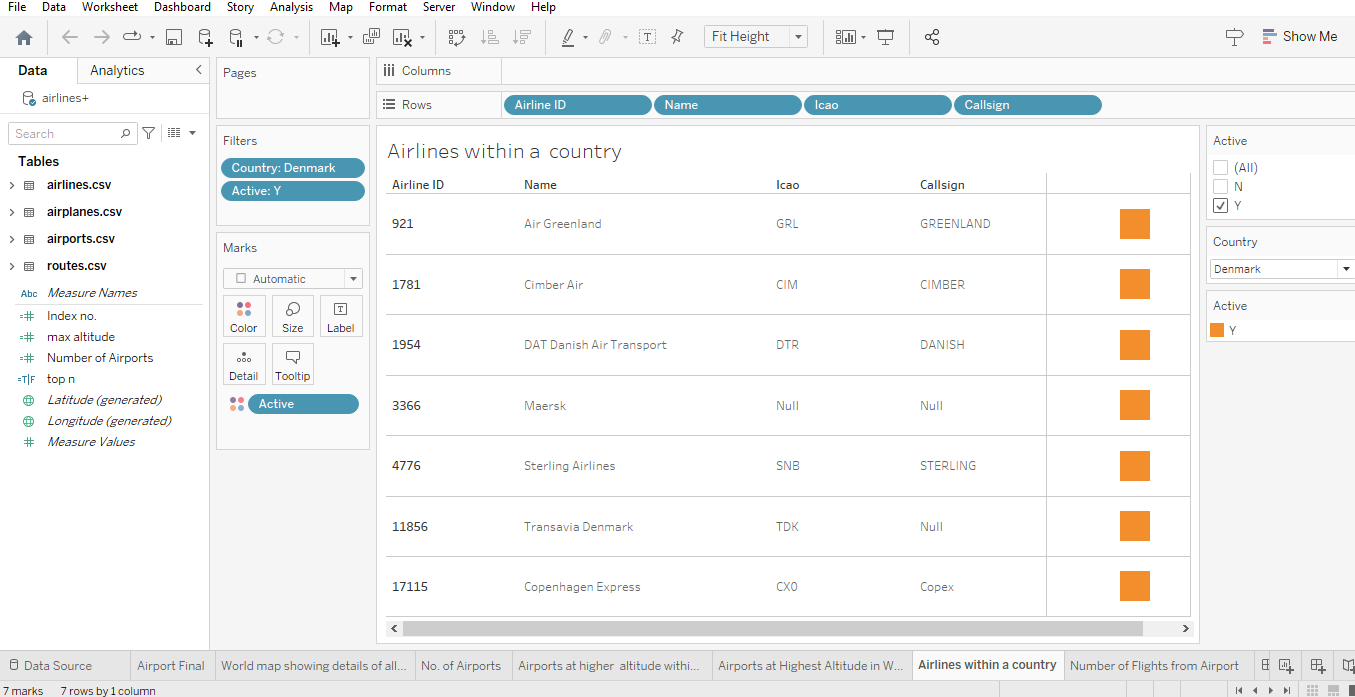 File Data Worksheet Dashboard Story Analysis Map Format Server Window Help
Fit Height
Show Me
Data Analytics
airlines+
Search
Tables
airlines.csv
airplanes.csv
airports.csv
routes.csv
Abc Measure Names
Index no.
max altitude
Number of Airports
T|F top n
Latitude (generated)
Longitude (generated)
Measure Values
Pages
Filters
Country: Denmark
Active: Y
Marks
Automatic
Color Size Label
Detail Tooltip
Active
Columns
Rows Airline ID Name Icao Callsign
Airlines within a country
Airline ID Name Icao Callsign
921 Air Greenland GRL GREENLAND
1781 Cimber Air CIM CIMBER
1954 DAT Danish Air Transport DTR DANISH
3366 Maersk Null Null
4776 Sterling Airlines SNB STERLING
11856 Transavia Denmark TDK Null
17115 Copenhagen Express CX0 Copex
Active
(All)
N
Y
Country
Denmark
Active
Y
Data Source Airport Final World map showing details of all... No. of Airports Airports at higher altitude withi... Airports at Highest Altitude in W... Airlines within a country Number of Flights from Airport
7 marks 7 rows by 1 column